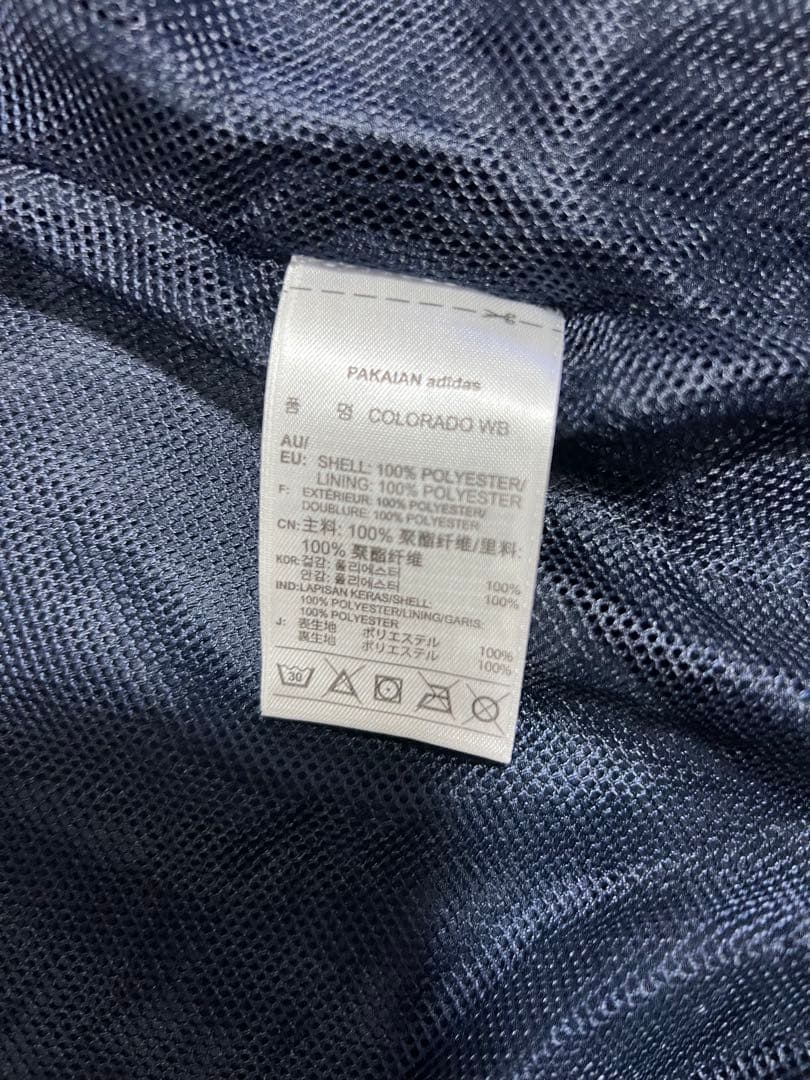 PAKAIAN adidas
품 명 COLORADO WB
AU/
EU: SHELL: 100% POLYESTER/
LINING: 100% POLYESTER
F: EXTÉRIEUR: 100% POLYESTER/
DOUBLURE: 100% POLYESTER
CN: 主料: 100% 聚酯纤维/里料:
100% 聚酯纤维
KOR: 겉감: 폴리에스터 100%
안감: 폴리에스터 100%
IND: LAPISAN KERAS/SHELL:
100% POLYESTER/LINING/GARIS:
100% POLYESTER
J: 表生地 ポリエステル 100%
裏生地 ポリエステル 100%
30